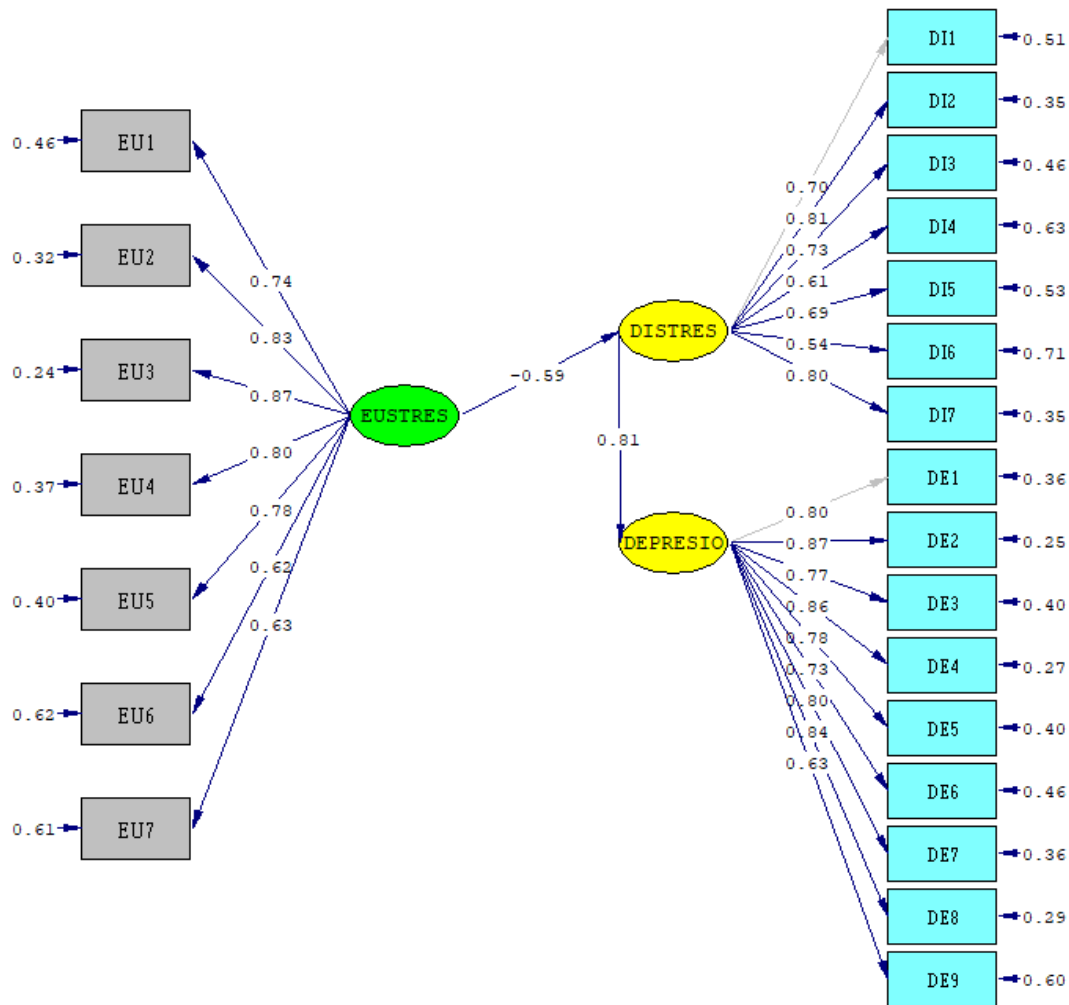 0.46 EU1
0.32 EU2
0.24 EU3
0.37 EU4
0.40 EU5
0.62 EU6
0.61 EU7
0.74
0.83
0.87
0.80
0.78
0.62
0.63
EUSTRES
-0.59
DISTRES
0.81
DEPRESIO
0.70
0.81
0.73
0.61
0.69
0.54
0.80
0.80
0.87
0.77
0.86
0.78
0.73
0.80
0.84
0.63
DI1 0.51
DI2 0.35
DI3 0.46
DI4 0.63
DI5 0.53
DI6 0.71
DI7 0.35
DE1 0.36
DE2 0.25
DE3 0.40
DE4 0.27
DE5 0.40
DE6 0.46
DE7 0.36
DE8 0.29
DE9 0.60